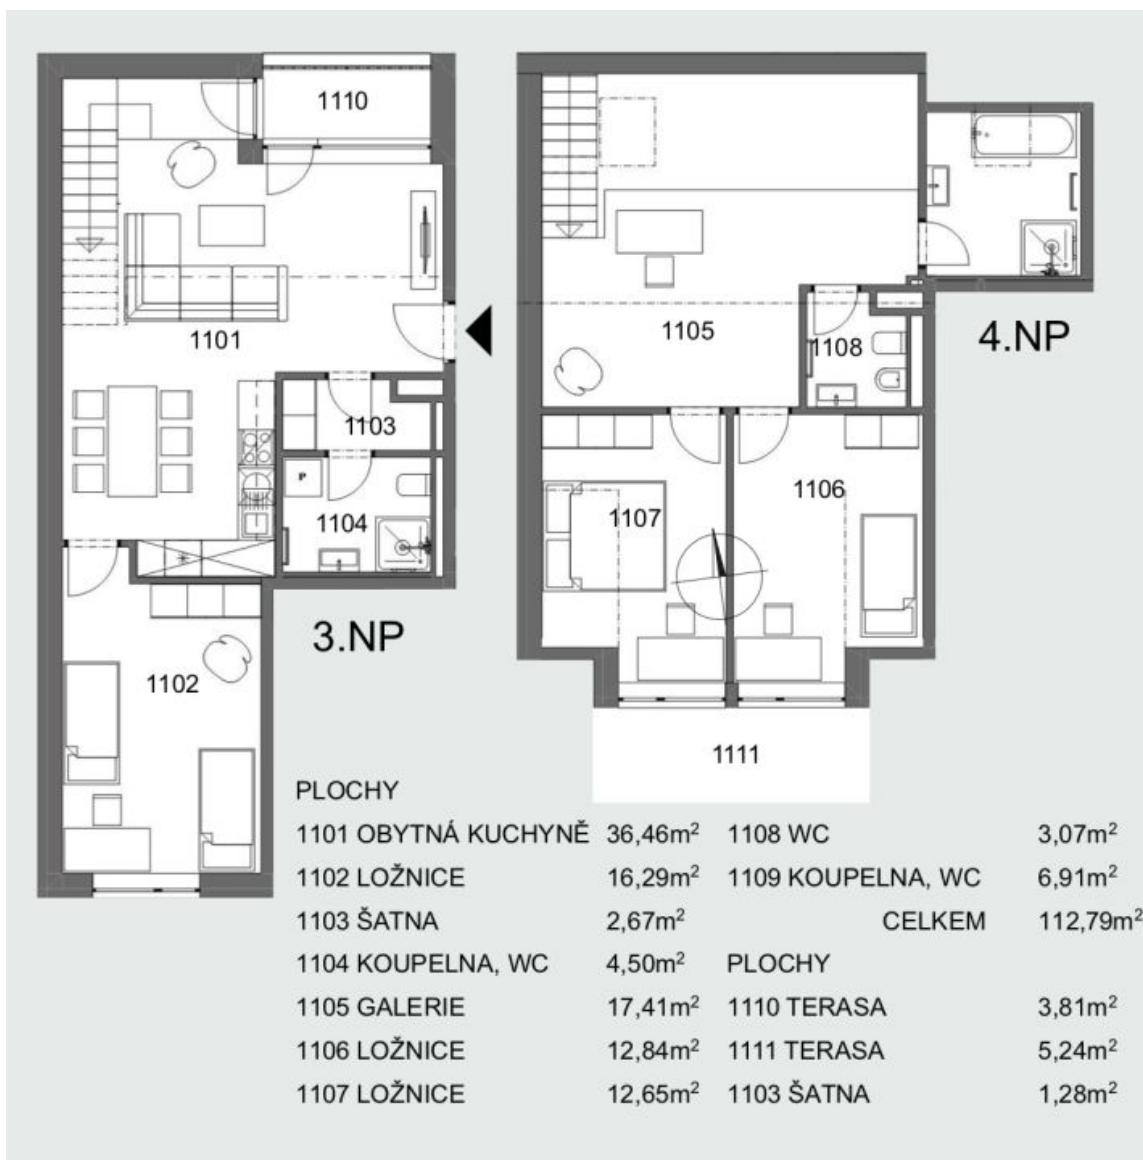 1110
1101
1103
P
1104
3.NP
1102
1105
1108
4.NP
1107
1106
1111
PLOCHY
1101 OBYTNÁ KUCHYNĚ 36,46m²
1102 LOŽNICE 16,29m²
1103 ŠATNA 2,67m²
1104 KOUPELNA, WC 4,50m²
1105 GALERIE 17,41m²
1106 LOŽNICE 12,84m²
1107 LOŽNICE 12,65m²
1108 WC 3,07m²
1109 KOUPELNA, WC 6,91m²
CELKEM 112,79m²
PLOCHY
1110 TERASA 3,81m²
1111 TERASA 5,24m²
1103 ŠATNA 1,28m²